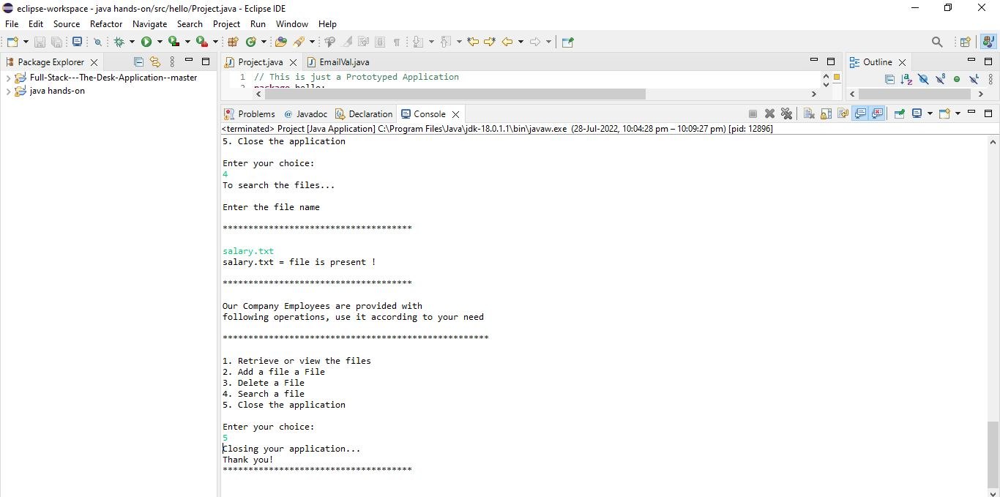 eclipse-workspace - java hands-on/src/hello/Project.java - Eclipse IDE
File Edit Source Refactor Navigate Search Project Run Window Help
Package Explorer
Full-Stack---The-Desk-Application--master
java hands-on
Project.java EmailVal.java
1 // This is just a Prototyped Application
2 package hello;
Outline
Problems @ Javadoc Declaration Console
<terminated> Project [Java Application] C:\Program Files\Java\jdk-18.0.1.1\bin\javaw.exe (28-Jul-2022, 10:04:28 pm – 10:09:27 pm) [pid: 12896]
5. Close the application
Enter your choice:
4
To search the files...
Enter the file name
*************************************
salary.txt
salary.txt = file is present !
*************************************
Our Company Employees are provided with
following operations, use it according to your need
****************************************************
1. Retrieve or view the files
2. Add a file a File
3. Delete a File
4. Search a file
5. Close the application
Enter your choice:
5
Closing your application...
Thank you!
*************************************